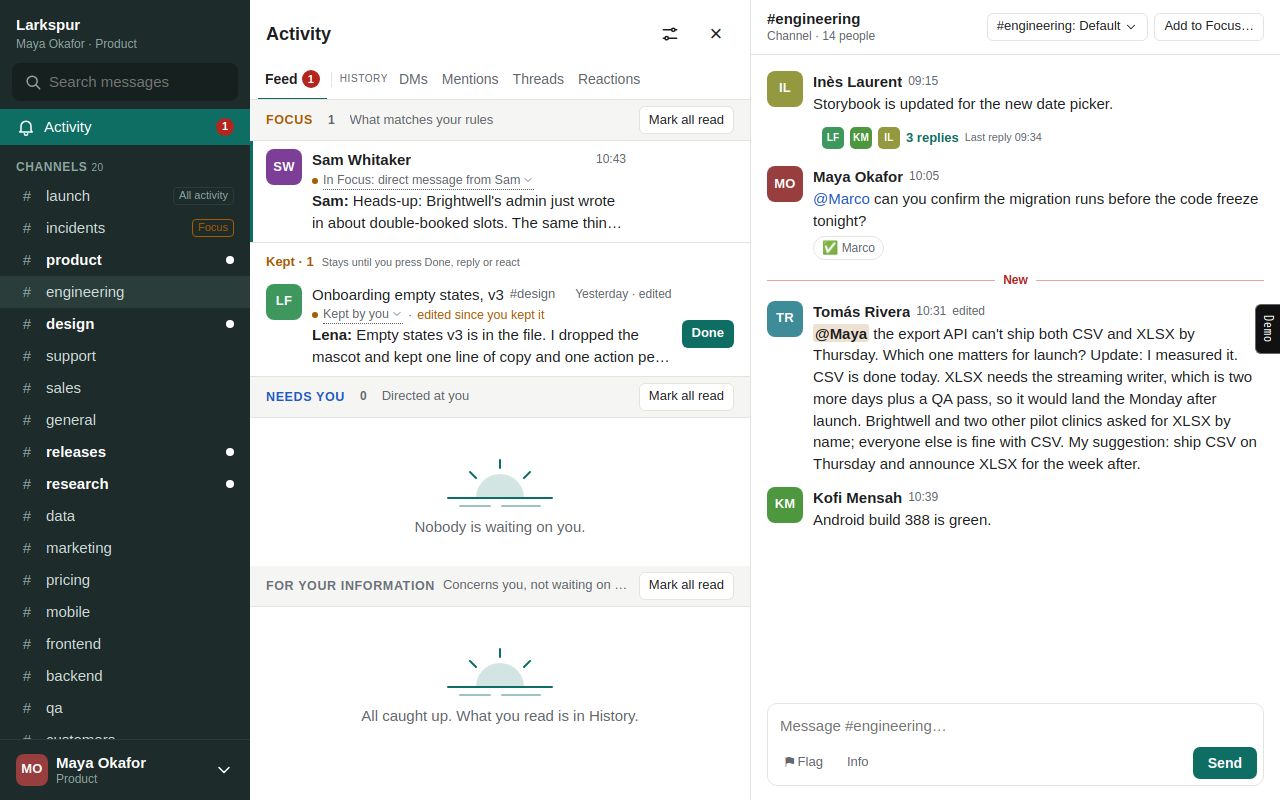 Larkspur
Maya Okafor · Product
Search messages
Activity 1
CHANNELS 20
# launch All activity
# incidents Focus
# product
# engineering
# design
# support
# sales
# general
# releases
# research
# data
# marketing
# pricing
# mobile
# frontend
# backend
# qa
# customers
MO Maya Okafor
Product
Activity
Feed 1 HISTORY DMs Mentions Threads Reactions
FOCUS 1 What matches your rules Mark all read
SW Sam Whitaker 10:43
In Focus: direct message from Sam
Sam: Heads-up: Brightwell's admin just wrote
in about double-booked slots. The same thin…
Kept · 1 Stays until you press Done, reply or react
LF Onboarding empty states, v3 #design Yesterday · edited
Kept by you · edited since you kept it
Lena: Empty states v3 is in the file. I dropped the
mascot and kept one line of copy and one action pe…
Done
NEEDS YOU 0 Directed at you Mark all read
Nobody is waiting on you.
FOR YOUR INFORMATION Concerns you, not waiting on … Mark all read
All caught up. What you read is in History.
#engineering
Channel · 14 people
#engineering: Default
Add to Focus…
IL Inès Laurent 09:15
Storybook is updated for the new date picker.
LF KM IL 3 replies Last reply 09:34
MO Maya Okafor 10:05
@Marco can you confirm the migration runs before the code freeze
tonight?
✅ Marco
New
TR Tomás Rivera 10:31 edited
@Maya the export API can't ship both CSV and XLSX by
Thursday. Which one matters for launch? Update: I measured it.
CSV is done today. XLSX needs the streaming writer, which is two
more days plus a QA pass, so it would land the Monday after
launch. Brightwell and two other pilot clinics asked for XLSX by
name; everyone else is fine with CSV. My suggestion: ship CSV on
Thursday and announce XLSX for the week after.
KM Kofi Mensah 10:39
Android build 388 is green.
Demo
Message #engineering…
Flag Info
Send